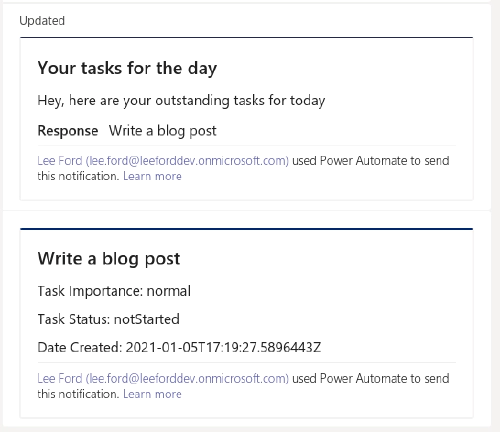 Updated
Your tasks for the day
Hey, here are your outstanding tasks for today
Response Write a blog post
Lee Ford (lee.ford@leeforddev.onmicrosoft.com) used Power Automate to send
this notification. Learn more
Write a blog post
Task Importance: normal
Task Status: notStarted
Date Created: 2021-01-05T17:19:27.5896443Z
Lee Ford (lee.ford@leeforddev.onmicrosoft.com) used Power Automate to send
this notification. Learn more